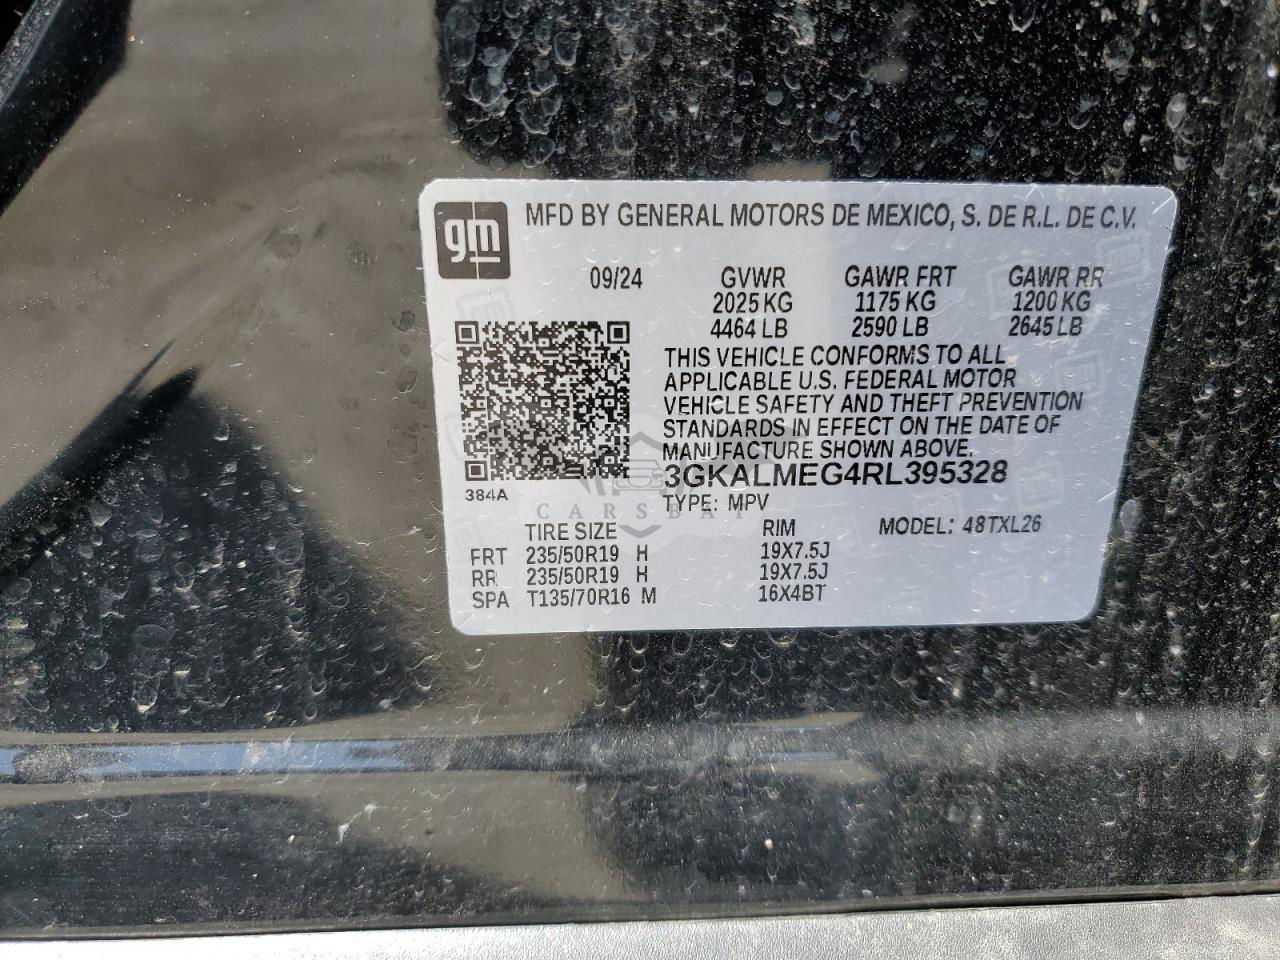 gm MFD BY GENERAL MOTORS DE MEXICO, S. DE R.L. DE C.V.
09/24 GVWR GAWR FRT GAWR RR
2025 KG 1175 KG 1200 KG
4464 LB 2590 LB 2645 LB
THIS VEHICLE CONFORMS TO ALL
APPLICABLE U.S. FEDERAL MOTOR
VEHICLE SAFETY AND THEFT PREVENTION
STANDARDS IN EFFECT ON THE DATE OF
MANUFACTURE SHOWN ABOVE.
3GKALMEG4RL395328
384A
TYPE: MPV
TIRE SIZE RIM MODEL: 48TXL26
FRT 235/50R19 H 19X7.5J
RR 235/50R19 H 19X7.5J
SPA T135/70R16 M 16X4BT